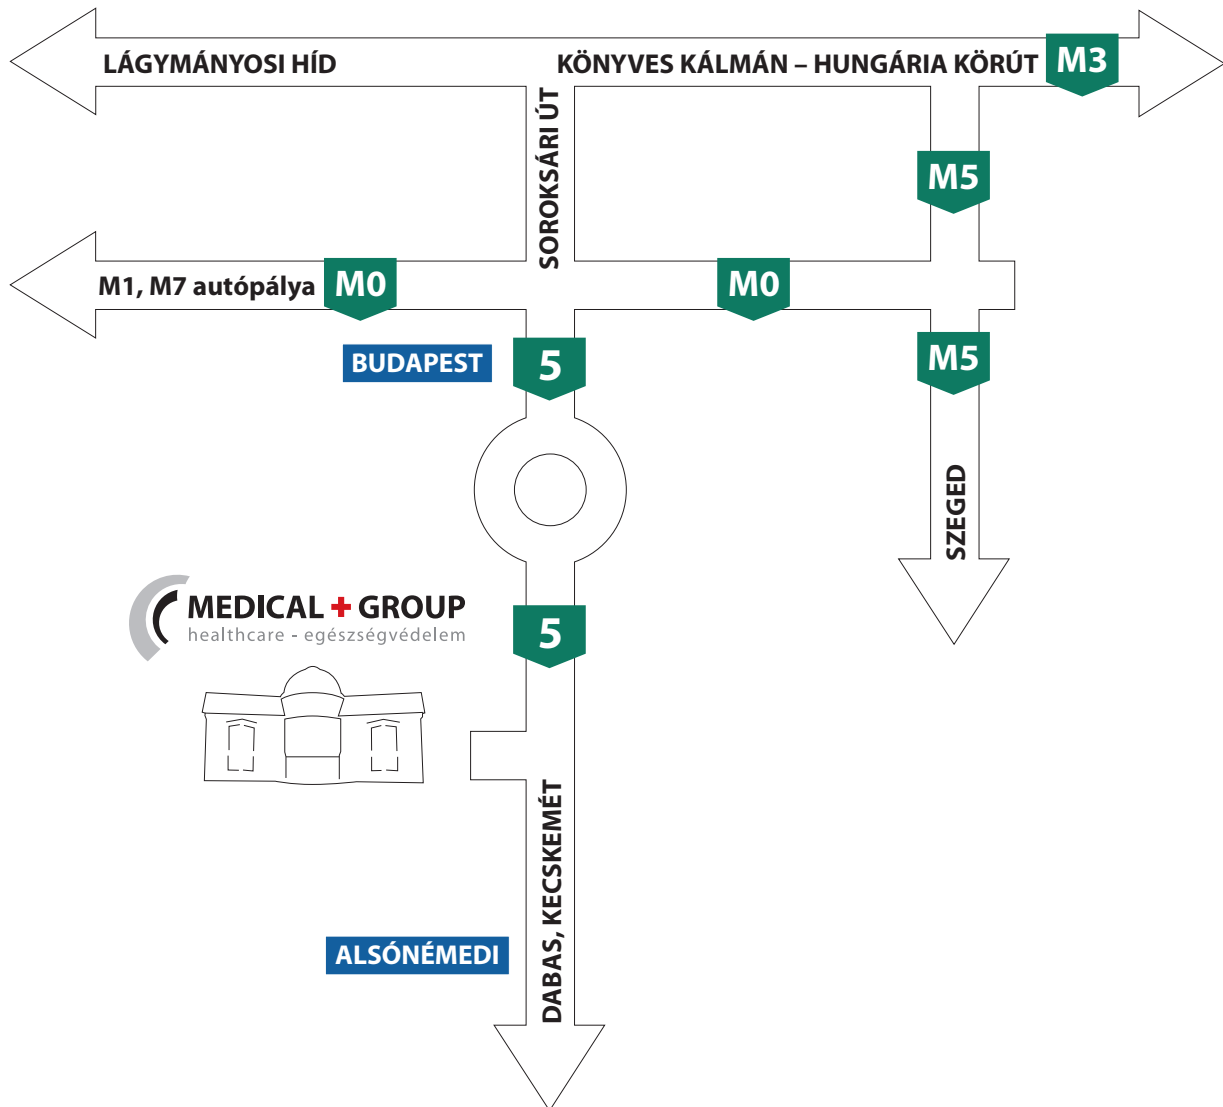 LÁGYMÁNYOSI HÍD
KÖNYVES KÁLMÁN – HUNGÁRIA KÖRÚT
M3
SOROKSÁRI ÚT
M5
M1, M7 autópálya
M0
M0
BUDAPEST
5
M5
SZEGED
MEDICAL + GROUP
healthcare - egészségvédelem
5
DABAS, KECSKEMÉT
ALSÓNÉMEDI